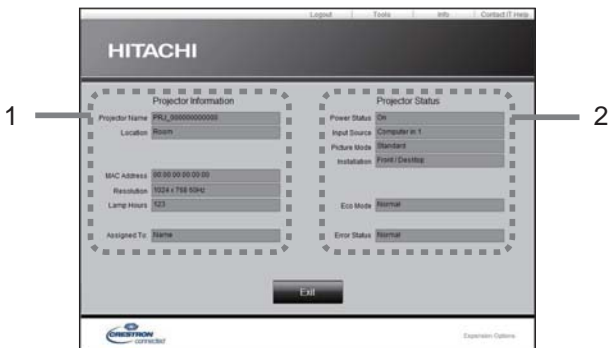 Logout Tools Info Contact IT Help
HITACHI
1
Projector Information
Projector Name PRJ_000000000000
Location Room
MAC Address 00:00:00:00:00:00
Resolution 1024 x 768 60Hz
Lamp Hours 123
Assigned To Name
2
Projector Status
Power Status On
Input Source Computer in 1
Picture Mode Standard
Installation Front / Desktop
Eco Mode Normal
Error Status Normal
Exit
CRESTRON
connected
Expansion Options